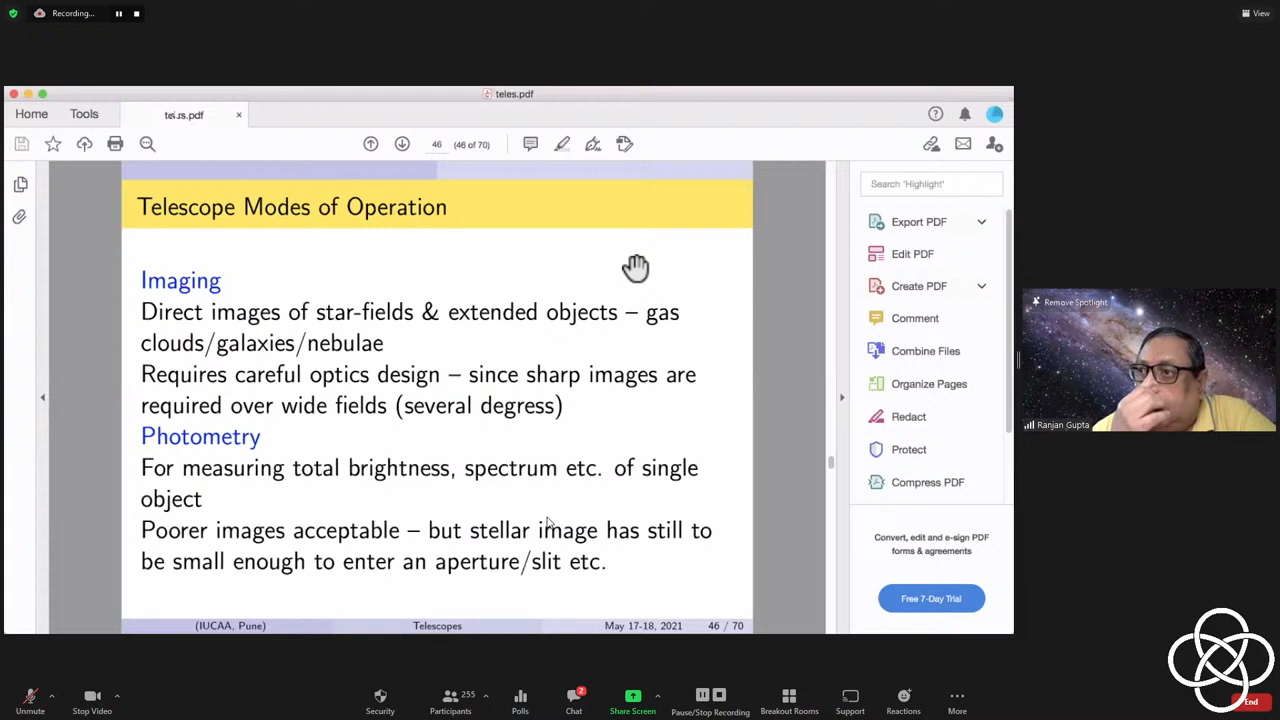 Recording...
View
teles.pdf
Home
Tools
46
(46 of 70)
Search 'Highlight'
Telescope Modes of Operation
Imaging
Direct images of star-fields & extended objects – gas
clouds/galaxies/nebulae
Requires careful optics design – since sharp images are
required over wide fields (several degress)
Photometry
For measuring total brightness, spectrum etc. of single
object
Poorer images acceptable – but stellar image has still to
be small enough to enter an aperture/slit etc.
(IUCAA, Pune)
Telescopes
May 17-18, 2021
46 / 70
Export PDF
Edit PDF
Create PDF
Comment
Combine Files
Organize Pages
Redact
Protect
Compress PDF
Convert, edit and e-sign PDF
forms & agreements
Free 7-Day Trial
Remove Spotlight
Ranjan Gupta
Unmute
Stop Video
Security
Participants
255
Polls
Chat
2
Share Screen
Pause/Stop Recording
Breakout Rooms
Support
Reactions
More
End